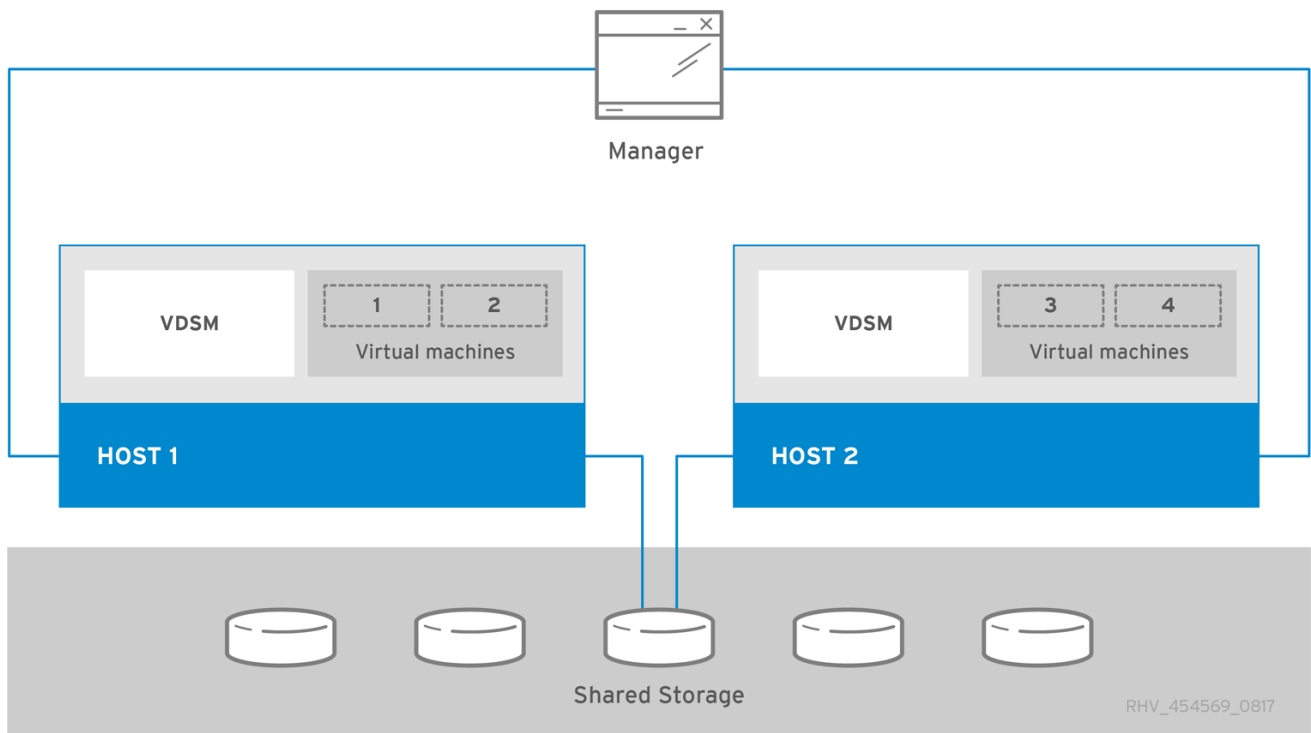 Manager
VDSM
1 2
Virtual machines
HOST 1
VDSM
3 4
Virtual machines
HOST 2
Shared Storage
RHV_454569_0817